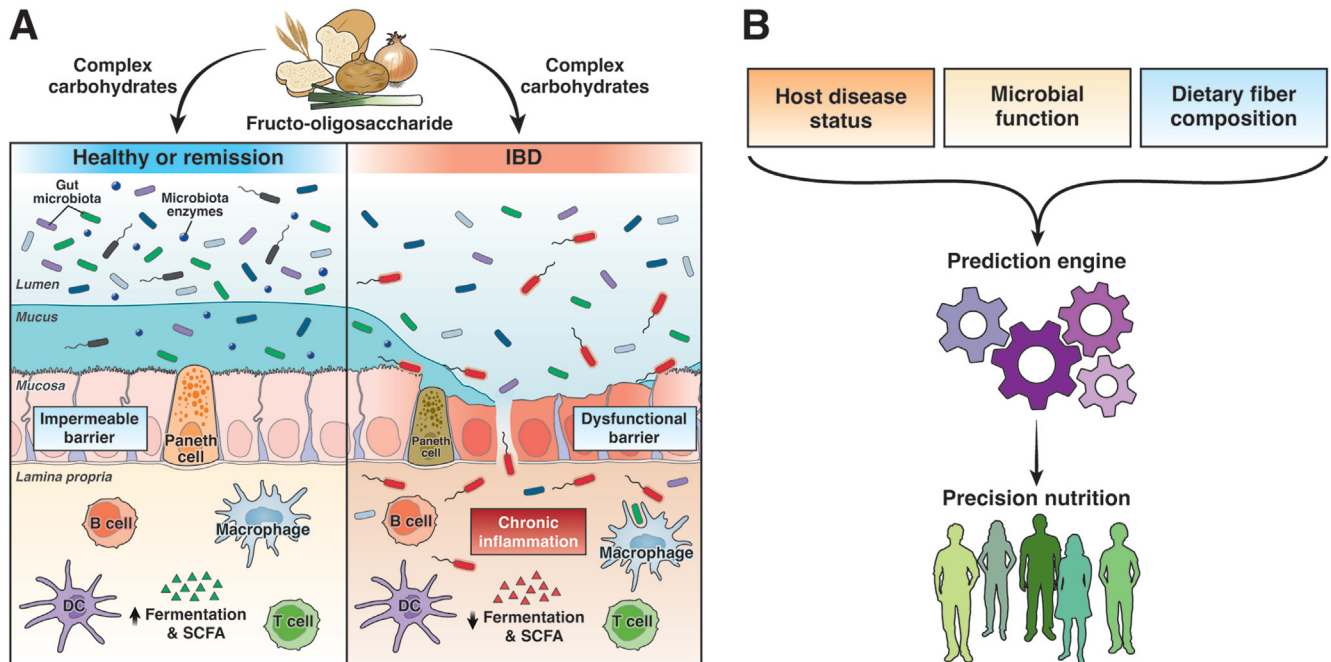 A
Complex
carbohydrates
Complex
carbohydrates
Fructo-oligosaccharide
Healthy or remission
IBD
Gut
microbiota
Microbiota
enzymes
Lumen
Mucus
Mucosa
Impermeable
barrier
Paneth
cell
Paneth
cell
Dysfunctional
barrier
Lamina propria
B cell
Macrophage
DC
Fermentation
& SCFA
T cell
B cell
Chronic
inflammation
Macrophage
DC
Fermentation
& SCFA
T cell
B
Host disease
status
Microbial
function
Dietary fiber
composition
Prediction engine
Precision nutrition